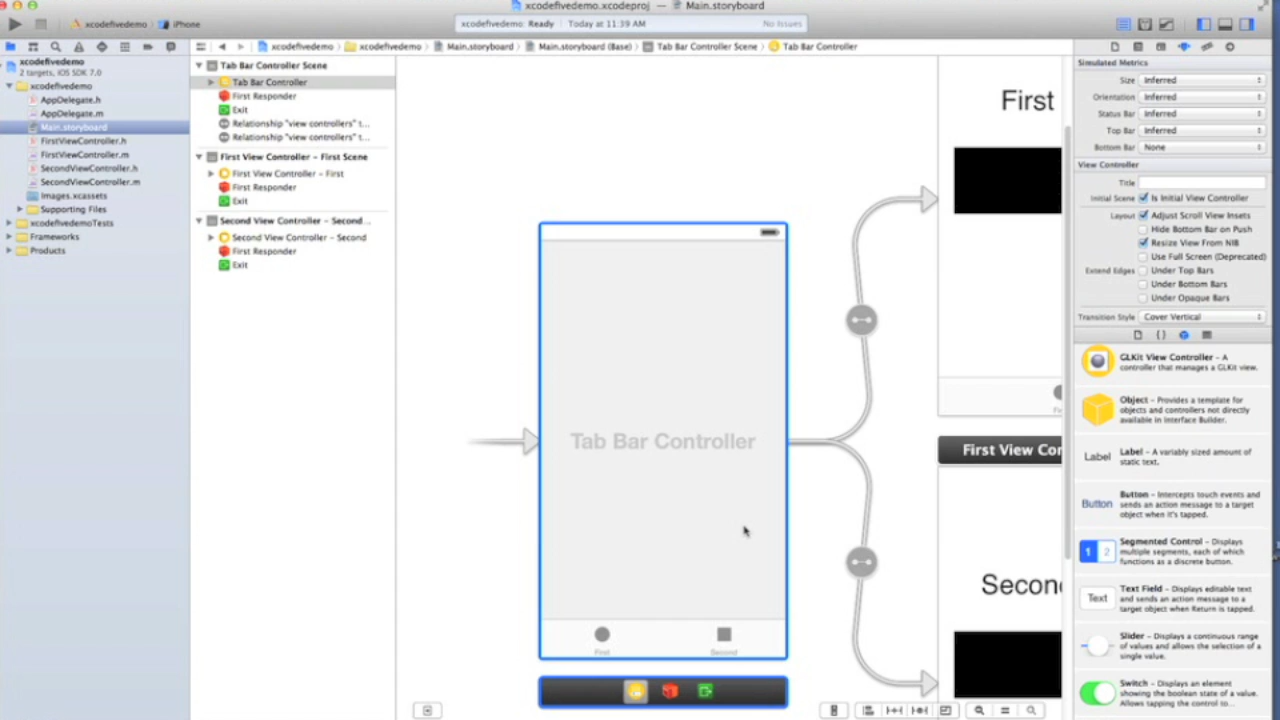 xcodefivedemo.xcodeproj — Main.storyboard
xcodefivedemo iPhone
xcodefivedemo: Ready Today at 11:39 AM No Issues
xcodefivedemo xcodefivedemo Main.storyboard Main.storyboard (Base) Tab Bar Controller Scene Tab Bar Controller
xcodefivedemo
2 targets, iOS SDK 7.0
xcodefivedemo
AppDelegate.h
AppDelegate.m
Main.storyboard
FirstViewController.h
FirstViewController.m
SecondViewController.h
SecondViewController.m
Images.xcassets
Supporting Files
xcodefivedemoTests
Frameworks
Products
Tab Bar Controller Scene
Tab Bar Controller
First Responder
Exit
Relationship "view controllers" t...
Relationship "view controllers" t...
First View Controller – First Scene
First View Controller – First
First Responder
Exit
Second View Controller – Second...
Second View Controller – Second
First Responder
Exit
Tab Bar Controller
First Second
First
First View Con
Second
Simulated Metrics
Size Inferred
Orientation Inferred
Status Bar Inferred
Top Bar Inferred
Bottom Bar None
View Controller
Title
Initial Scene Is Initial View Controller
Layout Adjust Scroll View Insets
Hide Bottom Bar on Push
Resize View From NIB
Use Full Screen (Deprecated)
Extend Edges Under Top Bars
Under Bottom Bars
Under Opaque Bars
Transition Style Cover Vertical
GLKit View Controller – A
controller that manages a GLKit view.
Object – Provides a template for
objects and controllers not directly
available in Interface Builder.
Label
Label – A variably sized amount of
static text.
Button
Button – Intercepts touch events and
sends an action message to a target
object when it's tapped.
1 2
Segmented Control – Displays
multiple segments, each of which
functions as a discrete button.
Text
Text Field – Displays editable text
and sends an action message to a
target object when Return is tapped.
Slider – Displays a continuous range
of values and allows the selection of a
single value.
Switch – Displays an element
showing the boolean state of a value.
Allows tapping the control to...